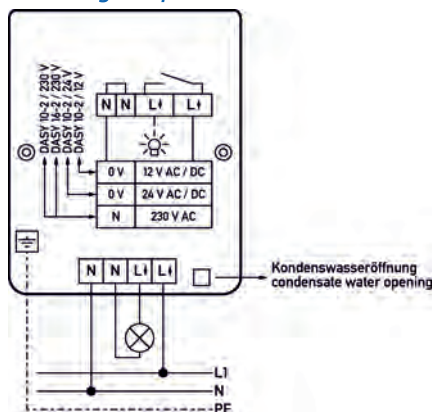 DASY 10-2 / 230 V
DASY 16-2 / 230 V
DASY 10-2 / 24 V
DASY 10-2 / 12 V
N N L L
0 V 12 V AC / DC
0 V 24 V AC / DC
N 230 V AC
N N L L
Kondenswasseröffnung
condensate water opening
L1
N
PE